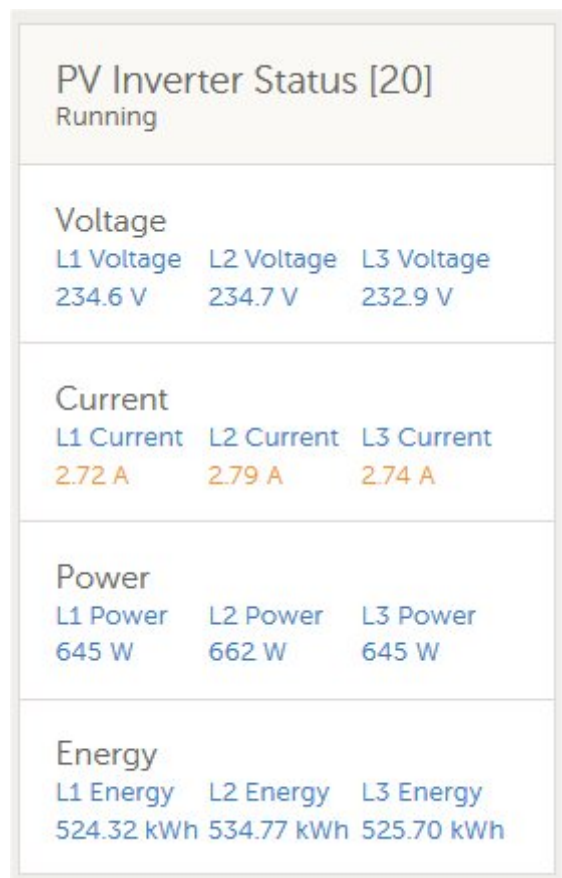 PV Inverter Status [20]
Running
Voltage
L1 Voltage L2 Voltage L3 Voltage
234.6 V 234.7 V 232.9 V
Current
L1 Current L2 Current L3 Current
2.72 A 2.79 A 2.74 A
Power
L1 Power L2 Power L3 Power
645 W 662 W 645 W
Energy
L1 Energy L2 Energy L3 Energy
524.32 kWh 534.77 kWh 525.70 kWh